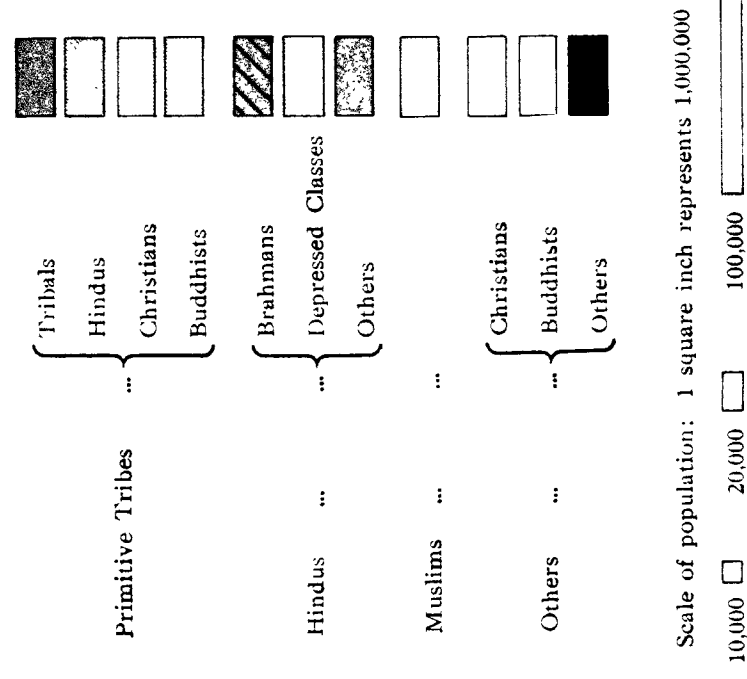 Primitive Tribes ... Tribals
Hindus
Christians
Buddhists
Hindus ... ... Brahmans
Depressed Classes
Others
Muslims ... ...
Others ... ... Christians
Buddhists
Others
Scale of population: 1 square inch represents 1,000,000
10,000 20,000 100,000